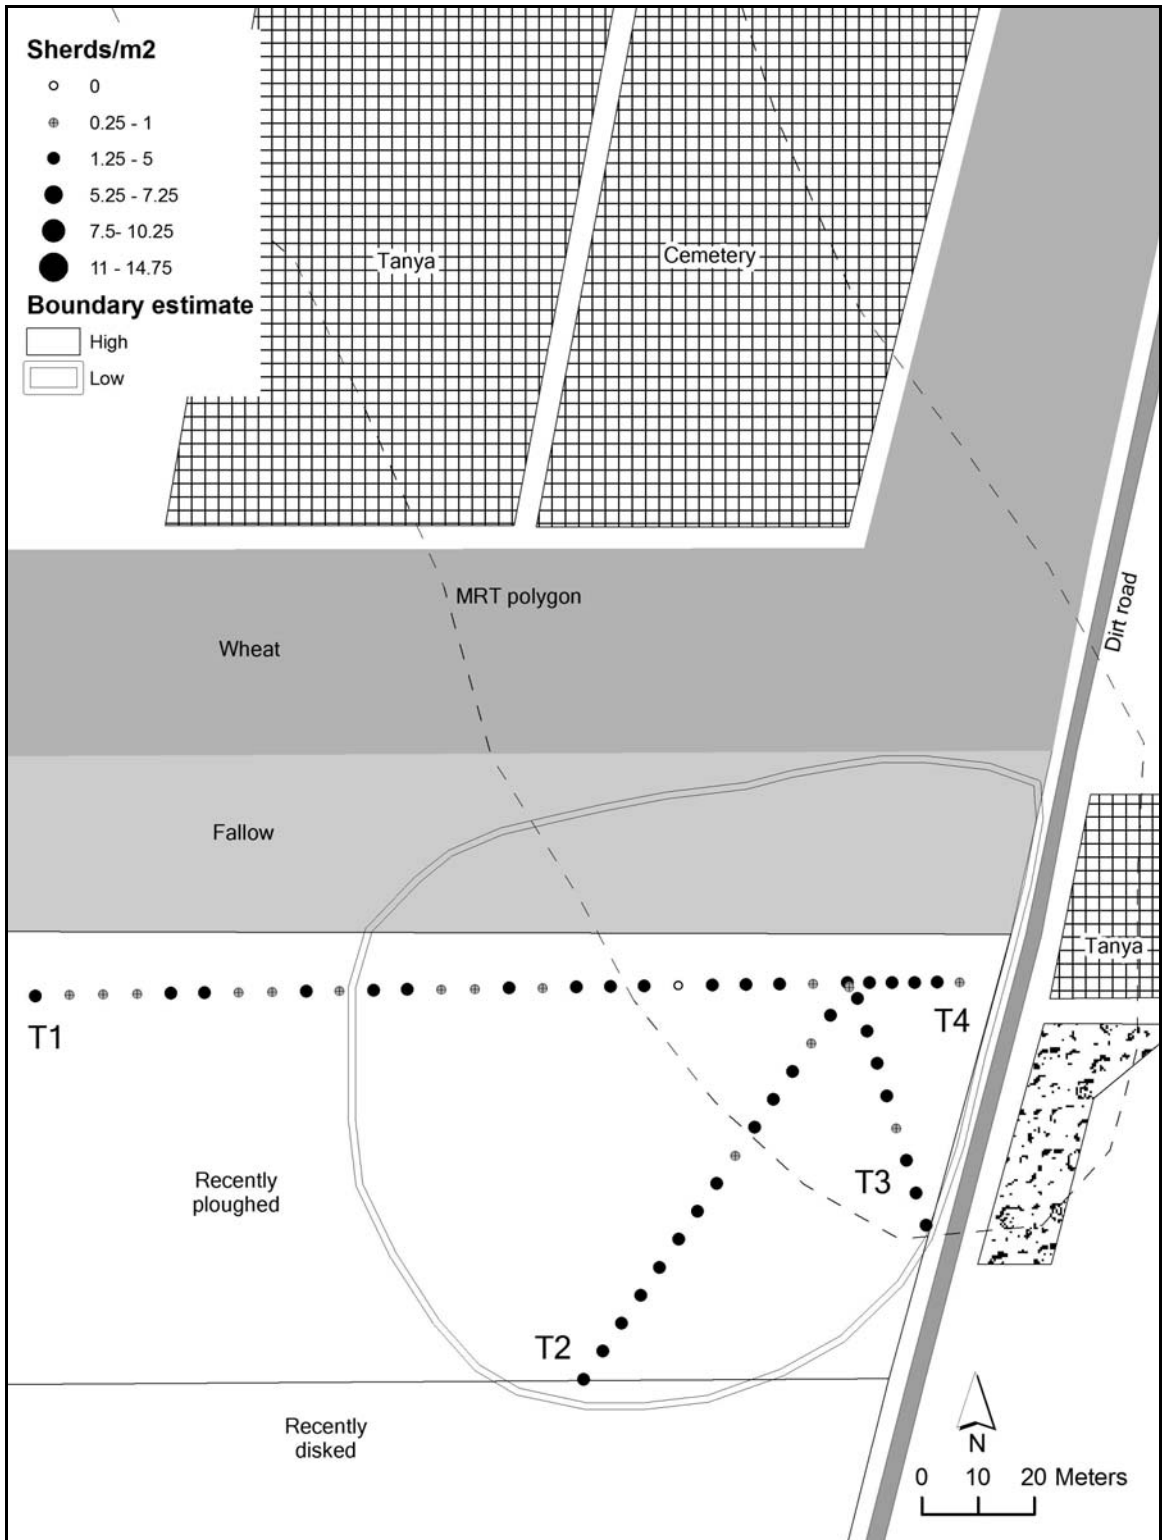 Sherds/m2
0
0.25 - 1
1.25 - 5
5.25 - 7.25
7.5- 10.25
11 - 14.75
Boundary estimate
High
Low
Tanya
Cemetery
MRT polygon
Dirt road
Wheat
Fallow
Tanya
T1
T4
Recently
ploughed
T3
T2
Recently
disked
N
0 10 20 Meters